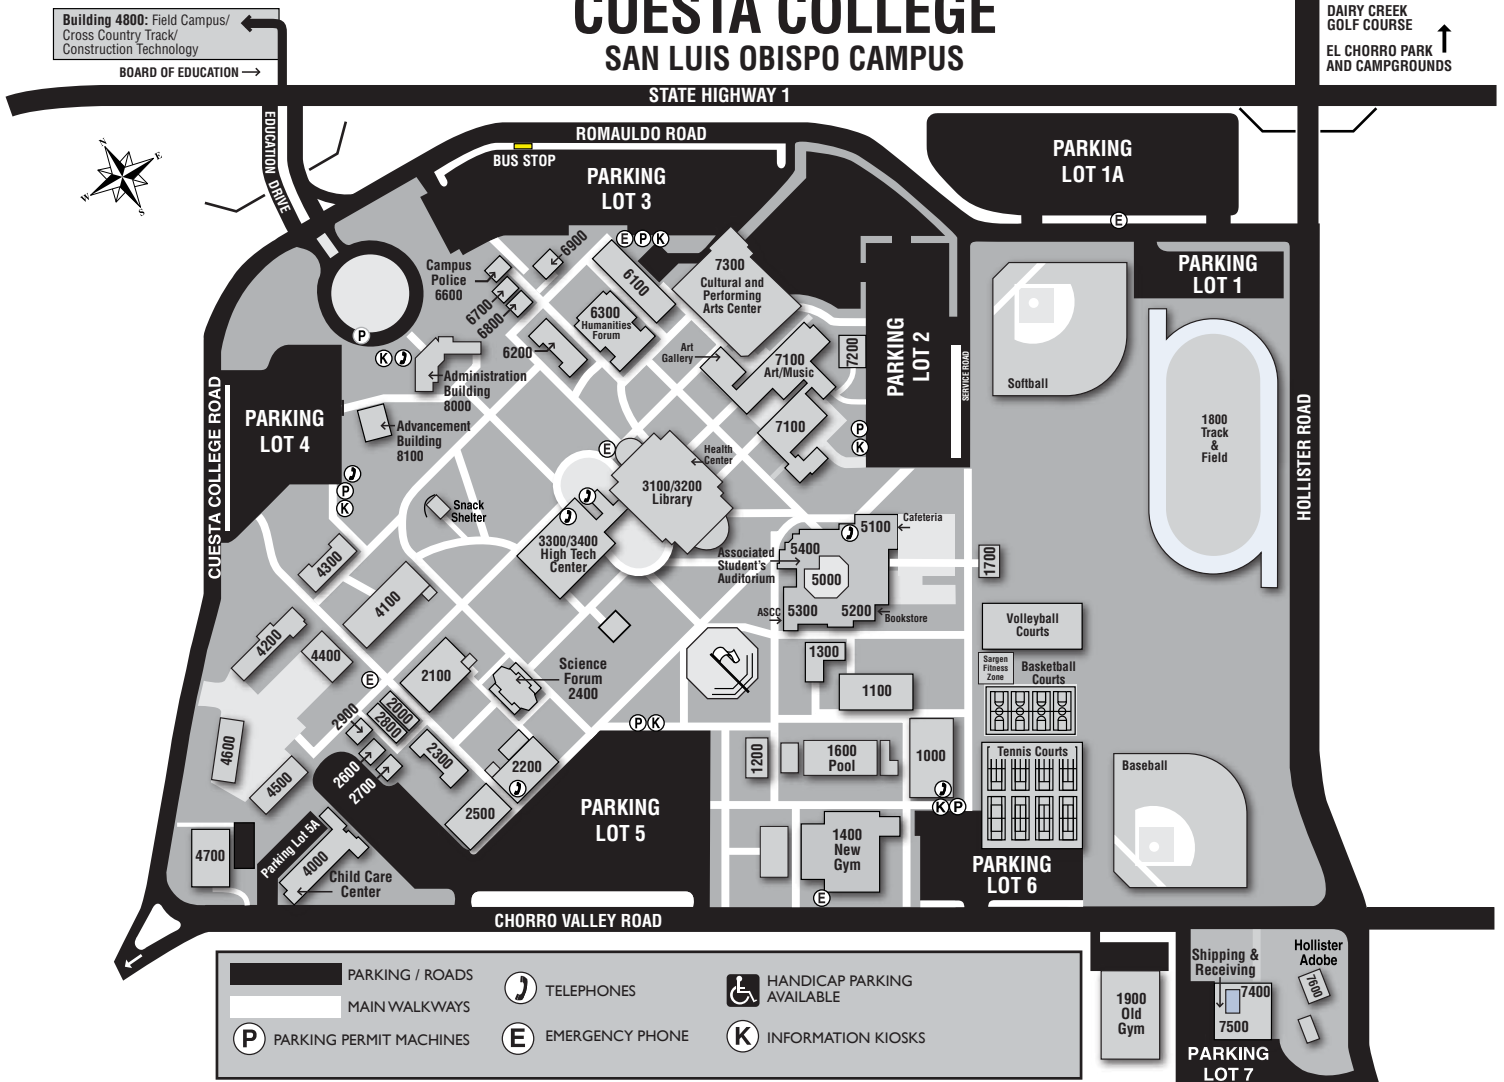 CUESTA COLLEGE
SAN LUIS OBISPO CAMPUS
Building 4800: Field Campus/
Cross Country Track/
Construction Technology
BOARD OF EDUCATION
DAIRY CREEK
GOLF COURSE
EL CHORRO PARK
AND CAMPGROUNDS
STATE HIGHWAY 1
EDUCATION DRIVE
ROMAULDO ROAD
BUS STOP
N
E
W
S
PARKING
LOT 3
PARKING
LOT 1A
E
PARKING
LOT 1
E P K
6900
Campus
Police
6600
6700
6800
6100
6300
Humanities
Forum
6200
7300
Cultural and
Performing
Arts Center
Art
Gallery
7100
Art/Music
7200
7100
PARKING
LOT 2
SERVICE ROAD
P
K
Softball
1800
Track
&
Field
HOLLISTER ROAD
P
K
Administration
Building
8000
Advancement
Building
8100
PARKING
LOT 4
CUESTA COLLEGE ROAD
P
K
E
Health
Center
3100/3200
Library
Snack
Shelter
3300/3400
High Tech
Center
5100
Cafeteria
5400
Associated
Student's
Auditorium
5000
ASCC
5300
5200
Bookstore
1700
Volleyball
Courts
Sargen
Fitness
Zone
Basketball
Courts
Tennis Courts
Baseball
4300
4100
4200
4400
E
2100
Science
Forum
2400
2000
2800
2900
2600
2700
2300
2200
2500
4600
4500
4700
Parking Lot 5A
4000
Child Care
Center
P K
PARKING
LOT 5
1300
1100
1200
1600
Pool
1000
K P
1400
New
Gym
E
PARKING
LOT 6
CHORRO VALLEY ROAD
PARKING / ROADS
MAIN WALKWAYS
P PARKING PERMIT MACHINES
TELEPHONES
E EMERGENCY PHONE
HANDICAP PARKING
AVAILABLE
K INFORMATION KIOSKS
1900
Old
Gym
Shipping &
Receiving
7400
7500
Hollister
Adobe
7600
PARKING
LOT 7